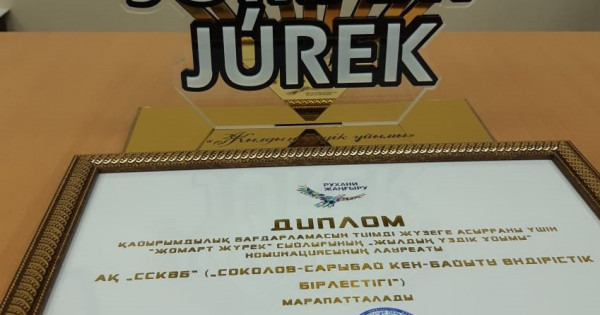 JÚREK
«Жылдың үздік ұйымы»
РУХАНИ
ЖАҢҒЫРУ
ДИПЛОМ
ҚАЙЫРЫМДЫЛЫҚ БАҒДАРЛАМАСЫН ТИІМДІ ЖҮЗЕГЕ АСЫРҒАНЫ ҮШІН
"ЖОМАРТ ЖҮРЕК" СЫЙЛЫҒЫНЫҢ „ЖЫЛДЫҢ ҮЗДІК ҰЙЫМЫ"
НОМИНАЦИЯСЫНЫҢ ЛАУРЕАТЫ
АҚ „ССКӨБ" („СОКОЛОВ-САРЫБАЙ КЕН-БАЙЫТУ ӨНДІРІСТІК
БІРЛЕСТІГІ")
МАРАПАТТАЛАДЫ